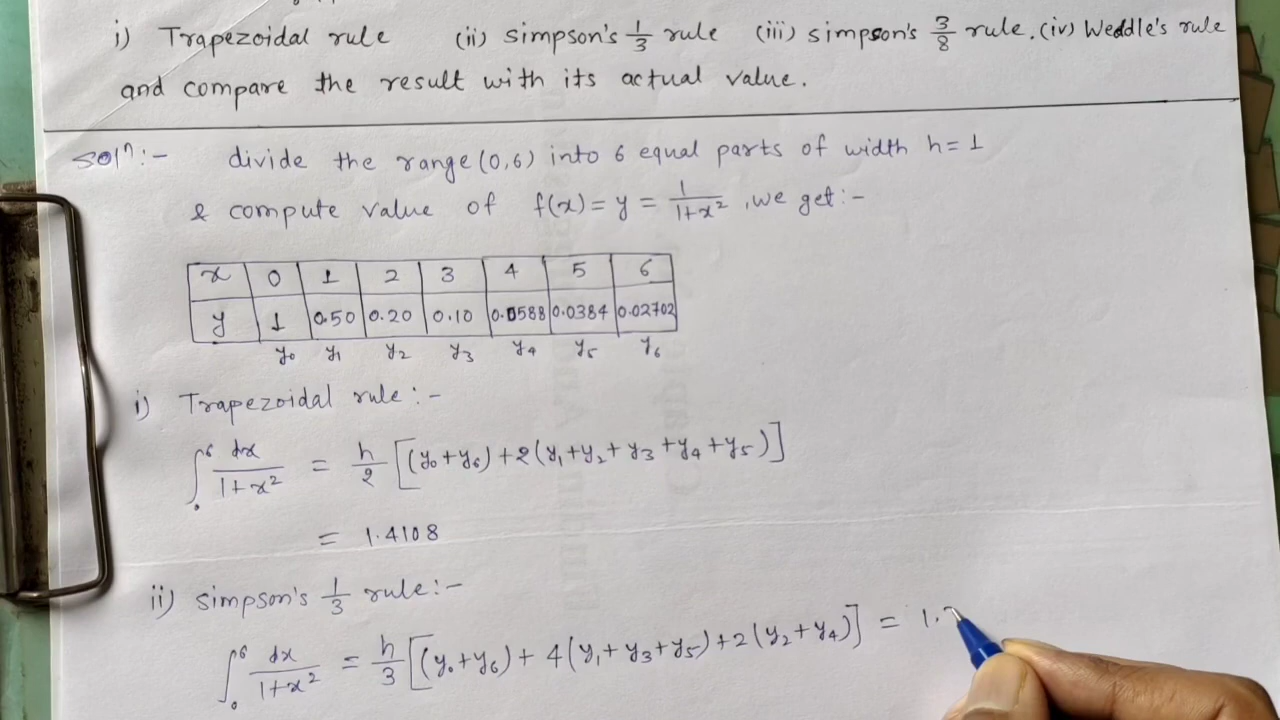 i) Trapezoidal rule (ii) simpson's 1/3 rule (iii) simpson's 3/8 rule. (iv) Weddle's rule
and compare the result with its actual value.
Solⁿ:- divide the range (0,6) into 6 equal parts of width h = 1
& compute value of f(x) = y = 1/(1+x²), we get:-
x 0 1 2 3 4 5 6
y 1 0.50 0.20 0.10 0.0588 0.0384 0.02702
y₀ y₁ y₂ y₃ y₄ y₅ y₆
i) Trapezoidal rule:-
∫₀⁶ dx/(1+x²) = h/2 [(y₀+y₆)+2(y₁+y₂+y₃+y₄+y₅)]
= 1.4108
ii) simpson's 1/3 rule:-
∫₀⁶ dx/(1+x²) = h/3 [(y₀+y₆)+4(y₁+y₃+y₅)+2(y₂+y₄)] = 1.